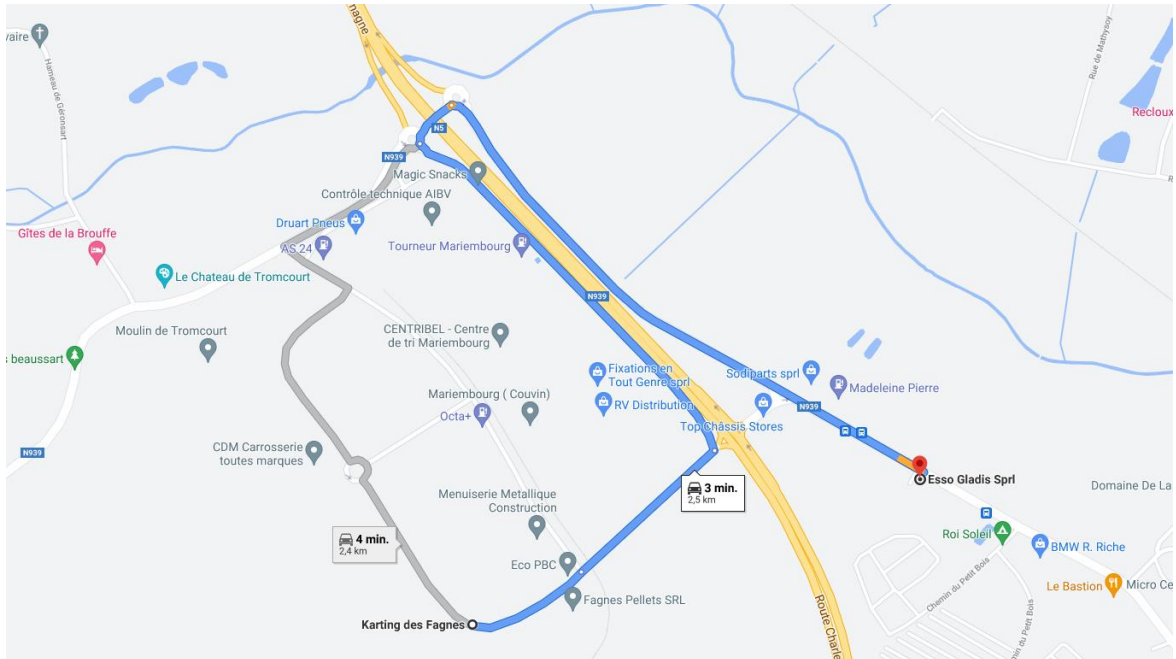 vaire
Hameau de Géronsart
magne
Rue de Mathysoy
Recloux
N5
N939
Magic Snacks
Contrôle technique AIBV
Druart Pneus
AS 24
Tourneur Mariembourg
Gîtes de la Brouffe
Le Chateau de Tromcourt
N939
Moulin de Tromcourt
CENTRIBEL - Centre
de tri Mariembourg
s beaussart
Fixations en
Tout Genre sprl
RV Distribution
Sodiparts sprl
Madeleine Pierre
N939
Top Châssis Stores
Mariembourg ( Couvin)
Octa+
N939
CDM Carrosserie
toutes marques
3 min.
2,5 km
Esso Gladis Sprl
Domaine De La
Menuiserie Metallique
Construction
4 min.
2,4 km
Roi Soleil
BMW R. Riche
Eco PBC
Chemin du Petit Bois
Le Bastion
Micro Ce
Fagnes Pellets SRL
Karting des Fagnes
Route Charle
min du Petit Bois